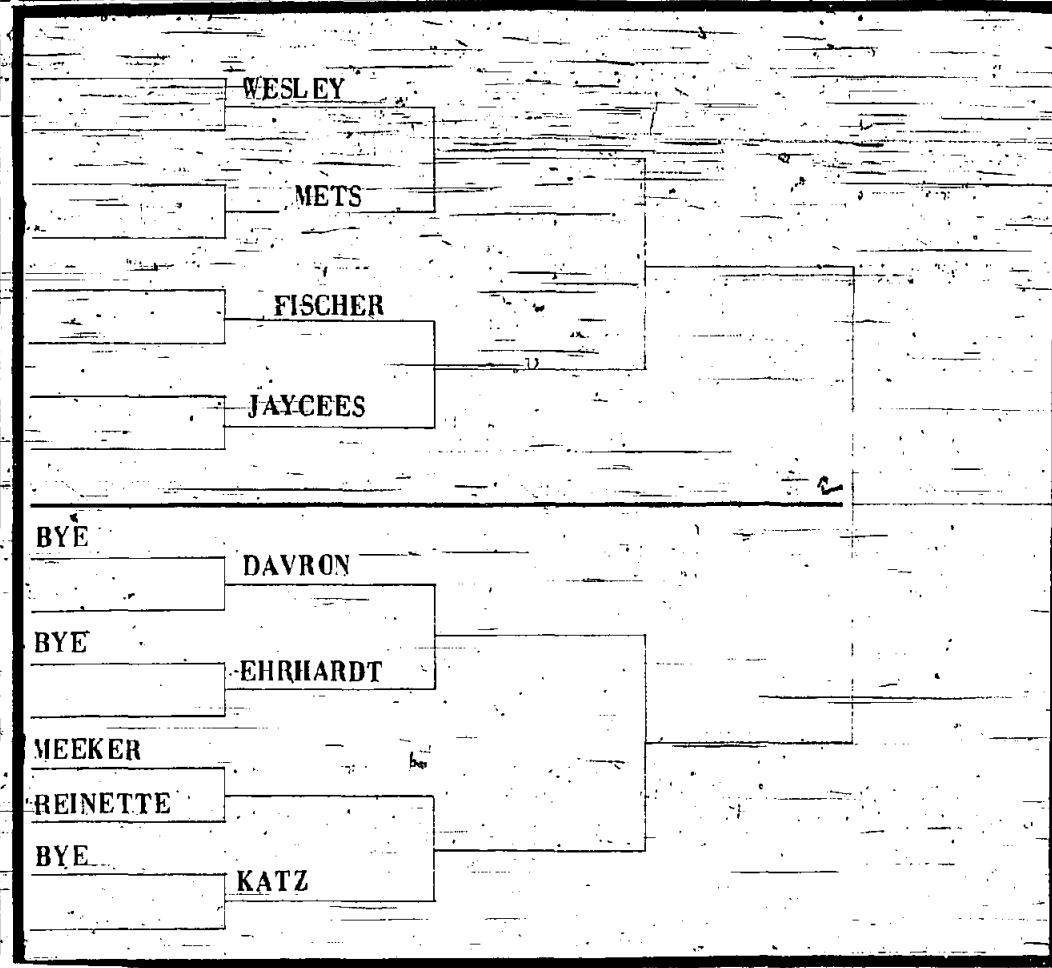 WESLEY
METS
FISCHER
JAYCEES
BYE
DAVRON
BYE
EHRHARDT
MEEKER
REINETTE
BYE
KATZ